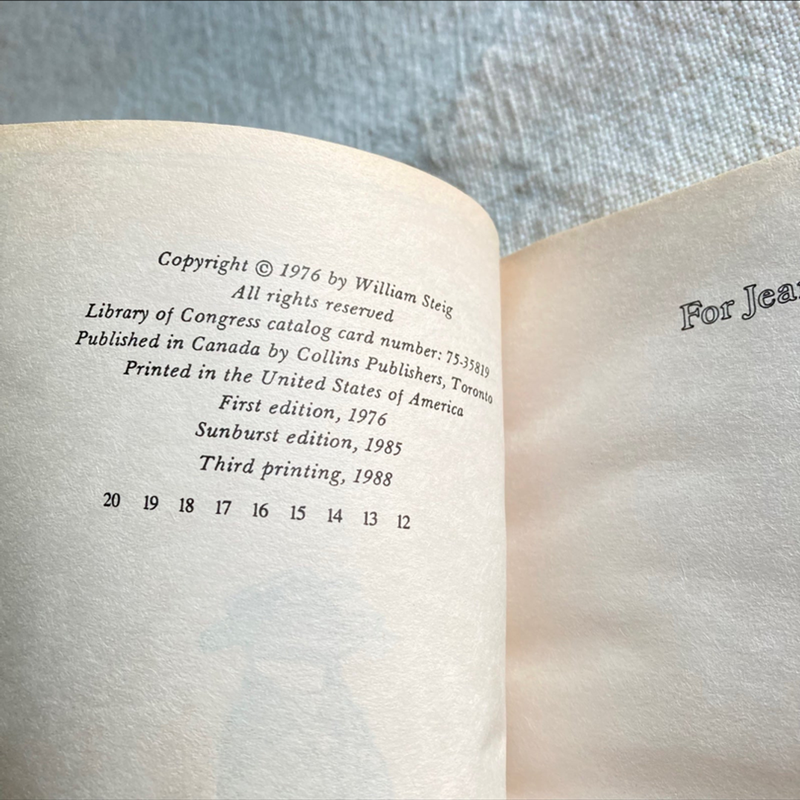 Copyright © 1976 by William Steig
All rights reserved
Library of Congress catalog card number: 75-35819
Published in Canada by Collins Publishers, Toronto
Printed in the United States of America
First edition, 1976
Sunburst edition, 1985
Third printing, 1988
20 19 18 17 16 15 14 13 12
For